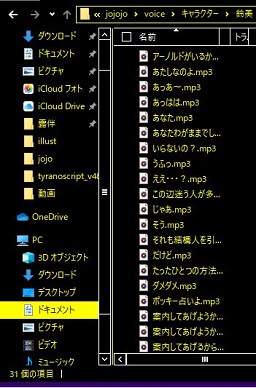 « jojojo › voice › キャラクター › 鈴美
ダウンロード
ドキュメント
ピクチャ
iCloud フォト
iCloud Drive
露伴
illust
jojo
tyranoscript_v48
動画
OneDrive
PC
3D オブジェクト
ダウンロード
デスクトップ
ドキュメント
ピクチャ
ビデオ
ミュージック
31 個の項目
名前
トラ
アーノルドがいるか...
あたしなのよ.mp3
あっあ~.mp3
あっはは.mp3
あなた.mp3
あなたわがままでし...
いらないの？.mp3
うふっ.mp3
ええ・・・？.mp3
この辺迷う人が多...
じゃあ.mp3
そう.mp3
それも結構人を引...
だけど.mp3
たったひとつの方法...
ダメダメ.mp3
ポッキー占いよ.mp3
案内してあげようか...
案内してあげようか...
案内してあげるから...